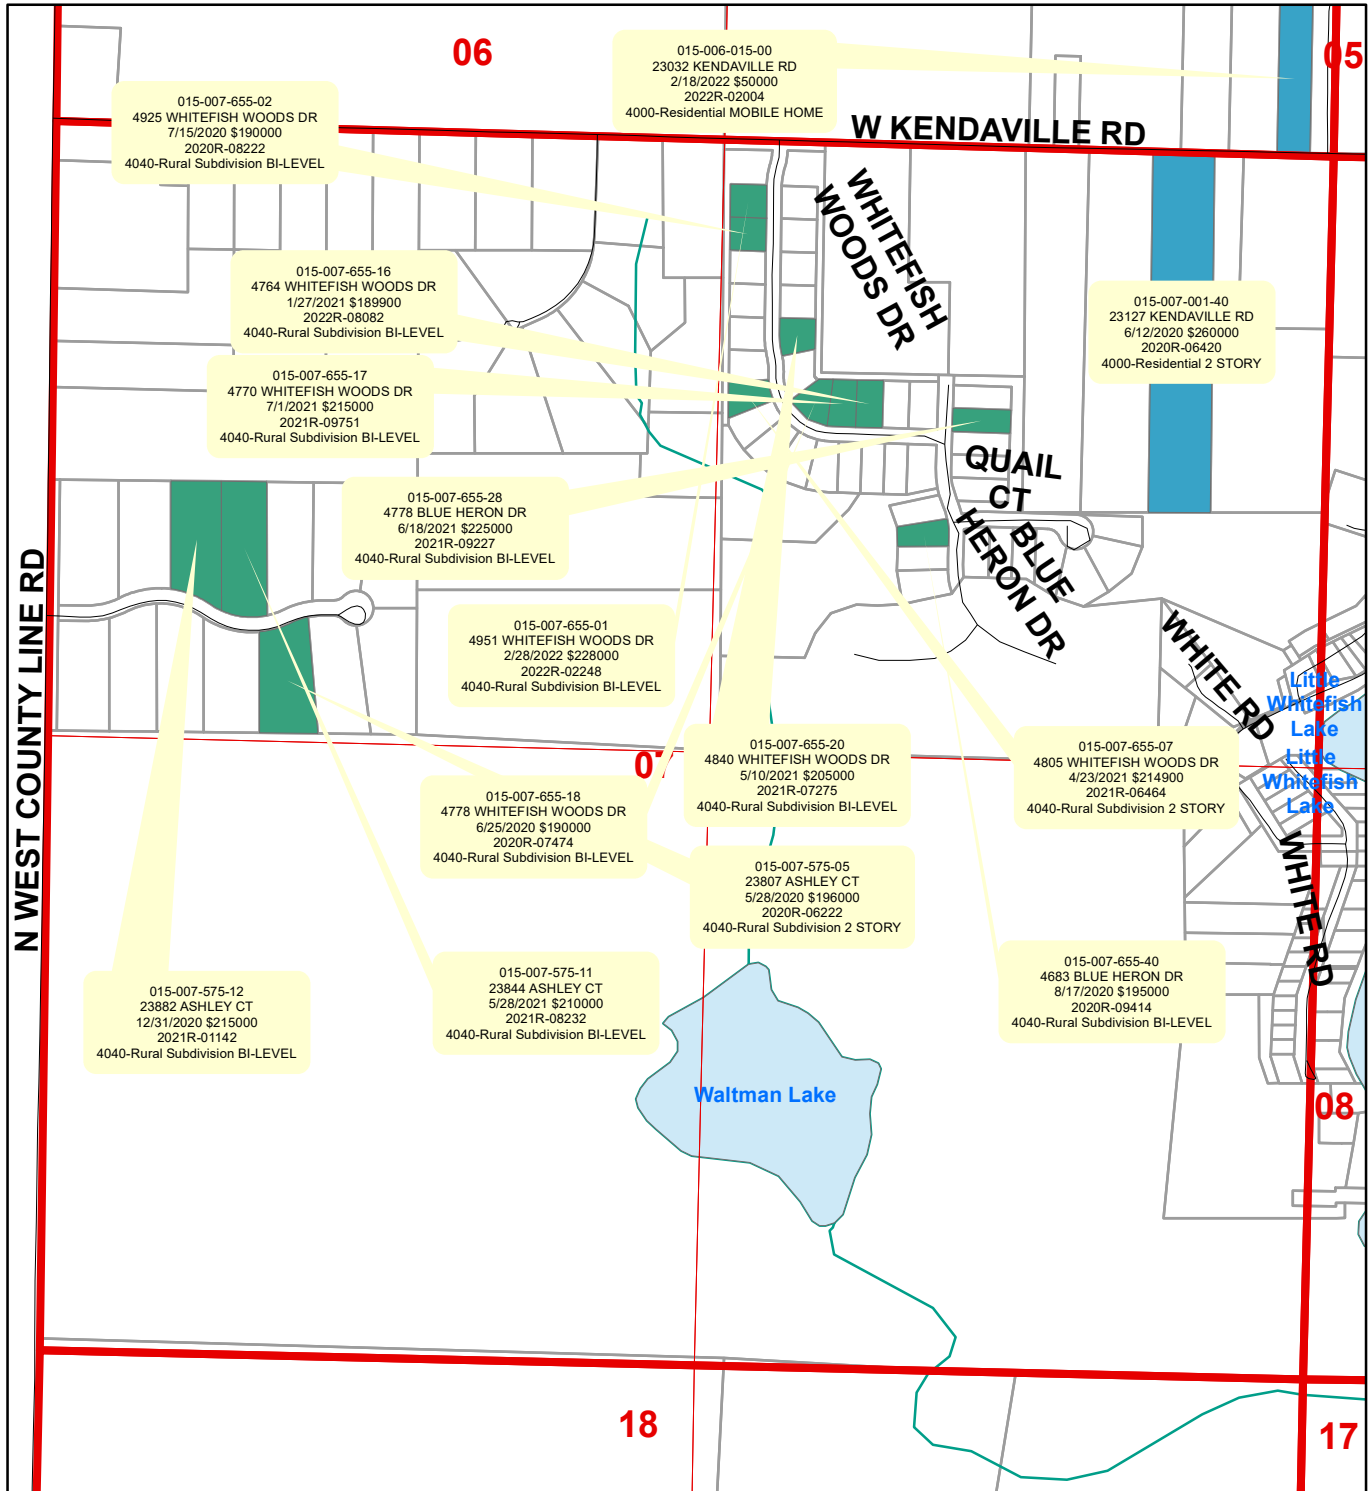 06
05
015-006-015-00
23032 KENDAVILLE RD
2/18/2022 $50000
2022R-02004
4000-Residential MOBILE HOME
015-007-655-02
4925 WHITEFISH WOODS DR
7/15/2020 $190000
2020R-08222
4040-Rural Subdivision BI-LEVEL
W KENDAVILLE RD
WHITEFISH
WOODS DR
015-007-655-16
4764 WHITEFISH WOODS DR
1/27/2021 $189900
2022R-08082
4040-Rural Subdivision BI-LEVEL
015-007-001-40
23127 KENDAVILLE RD
6/12/2020 $260000
2020R-06420
4000-Residential 2 STORY
015-007-655-17
4770 WHITEFISH WOODS DR
7/1/2021 $215000
2021R-09751
4040-Rural Subdivision BI-LEVEL
QUAIL
CT
015-007-655-28
4778 BLUE HERON DR
6/18/2021 $225000
2021R-09227
4040-Rural Subdivision BI-LEVEL
BLUE
HERON DR
N WEST COUNTY LINE RD
015-007-655-01
4951 WHITEFISH WOODS DR
2/28/2022 $228000
2022R-02248
4040-Rural Subdivision BI-LEVEL
WHITE RD
Little
Whitefish
Lake
Little
Whitefish
Lake
07
015-007-655-20
4840 WHITEFISH WOODS DR
5/10/2021 $205000
2021R-07275
4040-Rural Subdivision BI-LEVEL
015-007-655-07
4805 WHITEFISH WOODS DR
4/23/2021 $214900
2021R-06464
4040-Rural Subdivision 2 STORY
015-007-655-18
4778 WHITEFISH WOODS DR
6/25/2020 $190000
2020R-07474
4040-Rural Subdivision BI-LEVEL
WHITE RD
015-007-575-05
23807 ASHLEY CT
5/28/2020 $196000
2020R-06222
4040-Rural Subdivision 2 STORY
015-007-655-40
4683 BLUE HERON DR
8/17/2020 $195000
2020R-09414
4040-Rural Subdivision BI-LEVEL
015-007-575-11
23844 ASHLEY CT
5/28/2021 $210000
2021R-08232
4040-Rural Subdivision BI-LEVEL
015-007-575-12
23882 ASHLEY CT
12/31/2020 $215000
2021R-01142
4040-Rural Subdivision BI-LEVEL
Waltman Lake
08
18
17